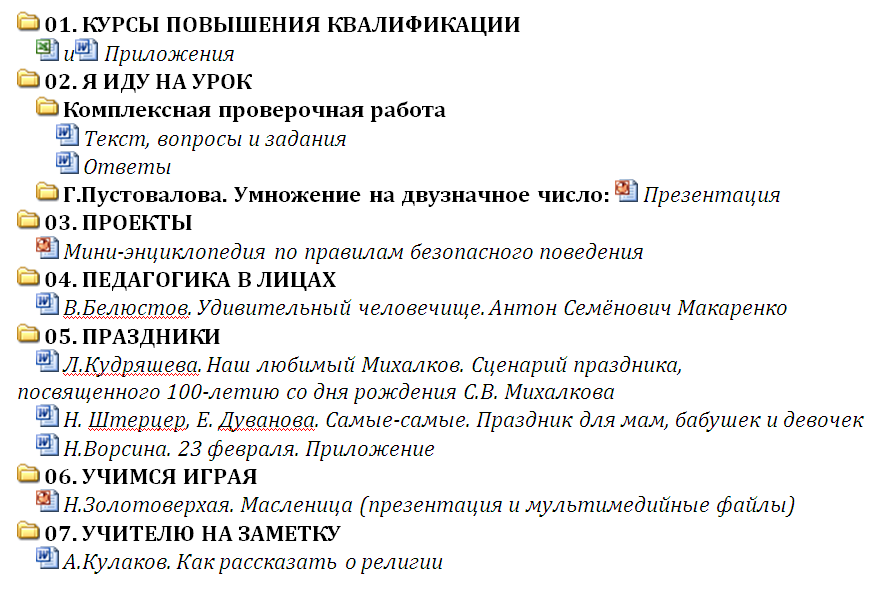 01. КУРСЫ ПОВЫШЕНИЯ КВАЛИФИКАЦИИ
и Приложения
02. Я ИДУ НА УРОК
Комплексная проверочная работа
Текст, вопросы и задания
Ответы
Г.Пустовалова. Умножение на двузначное число: Презентация
03. ПРОЕКТЫ
Мини-энциклопедия по правилам безопасного поведения
04. ПЕДАГОГИКА В ЛИЦАХ
В.Белюстов. Удивительный человечище. Антон Семёнович Макаренко
05. ПРАЗДНИКИ
Л.Кудряшева. Наш любимый Михалков. Сценарий праздника,
посвященного 100-летию со дня рождения С.В. Михалкова
Н. Штерцер, Е. Дуванова. Самые-самые. Праздник для мам, бабушек и девочек
Н.Ворсина. 23 февраля. Приложение
06. УЧИМСЯ ИГРАЯ
Н.Золотоверхая. Масленица (презентация и мультимедийные файлы)
07. УЧИТЕЛЮ НА ЗАМЕТКУ
А.Кулаков. Как рассказать о религии